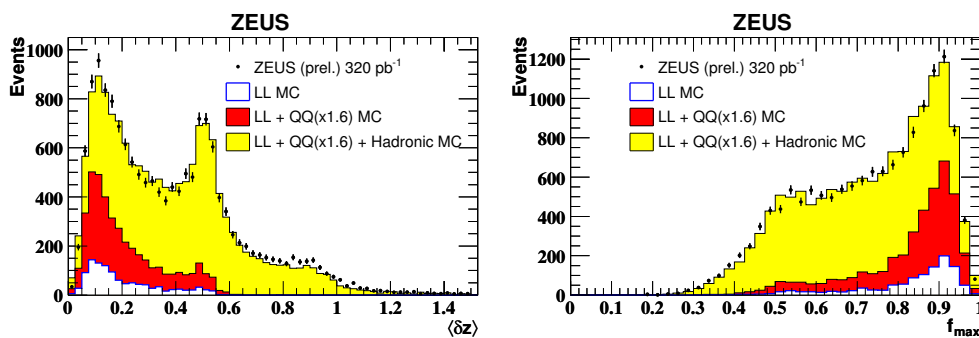 ZEUS
Events
1000
800
600
400
200
0
0 0.2 0.4 0.6 0.8 1 1.2 1.4
⟨δz⟩
ZEUS (prel.) 320 pb⁻¹
LL MC
LL + QQ(x1.6) MC
LL + QQ(x1.6) + Hadronic MC
ZEUS
Events
1200
1000
800
600
400
200
0
0 0.1 0.2 0.3 0.4 0.5 0.6 0.7 0.8 0.9 1
f_max
ZEUS (prel.) 320 pb⁻¹
LL MC
LL + QQ(x1.6) MC
LL + QQ(x1.6) + Hadronic MC